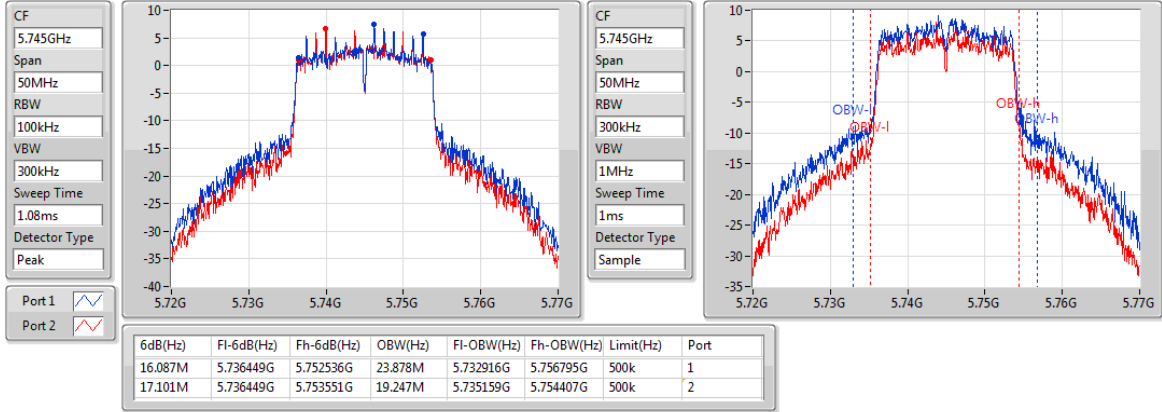 CF
5.745GHz
Span
50MHz
RBW
100kHz
VBW
300kHz
Sweep Time
1.08ms
Detector Type
Peak
Port 1
Port 2
10
5
0
-5
-10
-15
-20
-25
-30
-35
-40
5.72G 5.73G 5.74G 5.75G 5.76G 5.77G
CF
5.745GHz
Span
50MHz
RBW
300kHz
VBW
1MHz
Sweep Time
1ms
Detector Type
Sample
10
5
0
-5
-10
-15
-20
-25
-30
-35
OBW-l
OBW-l
OBW-h
OBW-h
5.72G 5.73G 5.74G 5.75G 5.76G 5.77G
6dB(Hz) Fl-6dB(Hz) Fh-6dB(Hz) OBW(Hz) Fl-OBW(Hz) Fh-OBW(Hz) Limit(Hz) Port
16.087M 5.736449G 5.752536G 23.878M 5.732916G 5.756795G 500k 1
17.101M 5.736449G 5.753551G 19.247M 5.735159G 5.754407G 500k 2